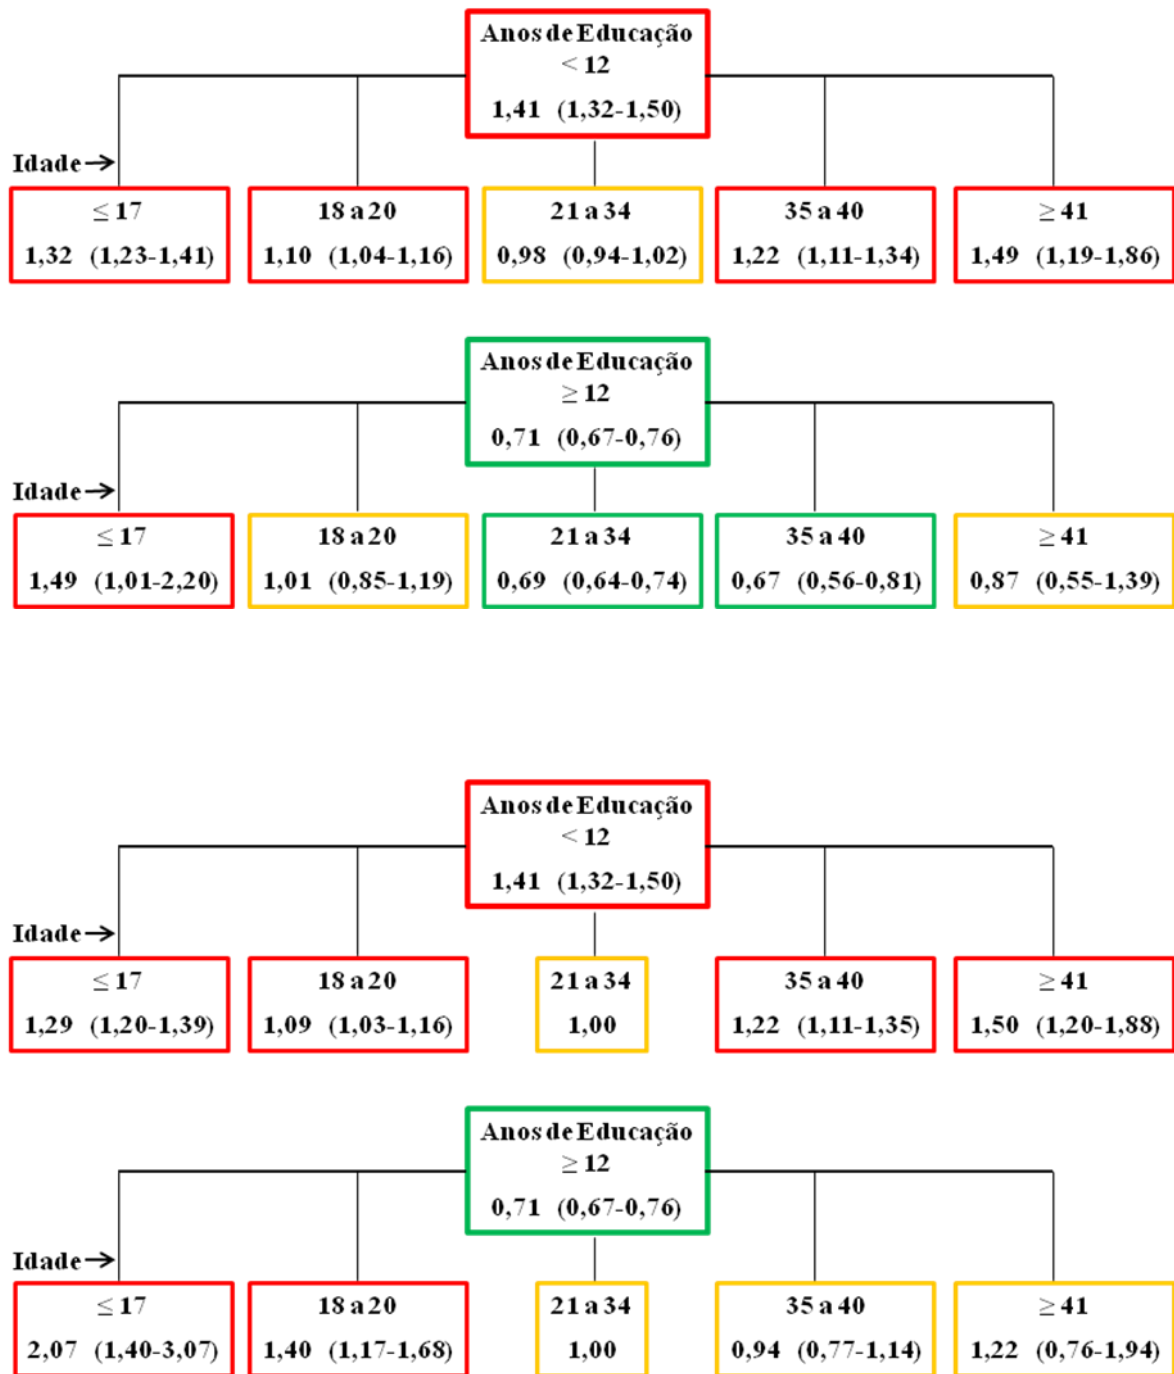 Anos de Educação
< 12
1,41 (1,32-1,50)
Idade→
≤ 17
1,32 (1,23-1,41)
18 a 20
1,10 (1,04-1,16)
21 a 34
0,98 (0,94-1,02)
35 a 40
1,22 (1,11-1,34)
≥ 41
1,49 (1,19-1,86)
Anos de Educação
≥ 12
0,71 (0,67-0,76)
Idade→
≤ 17
1,49 (1,01-2,20)
18 a 20
1,01 (0,85-1,19)
21 a 34
0,69 (0,64-0,74)
35 a 40
0,67 (0,56-0,81)
≥ 41
0,87 (0,55-1,39)
Anos de Educação
< 12
1,41 (1,32-1,50)
Idade→
≤ 17
1,29 (1,20-1,39)
18 a 20
1,09 (1,03-1,16)
21 a 34
1,00
35 a 40
1,22 (1,11-1,35)
≥ 41
1,50 (1,20-1,88)
Anos de Educação
≥ 12
0,71 (0,67-0,76)
Idade→
≤ 17
2,07 (1,40-3,07)
18 a 20
1,40 (1,17-1,68)
21 a 34
1,00
35 a 40
0,94 (0,77-1,14)
≥ 41
1,22 (0,76-1,94)